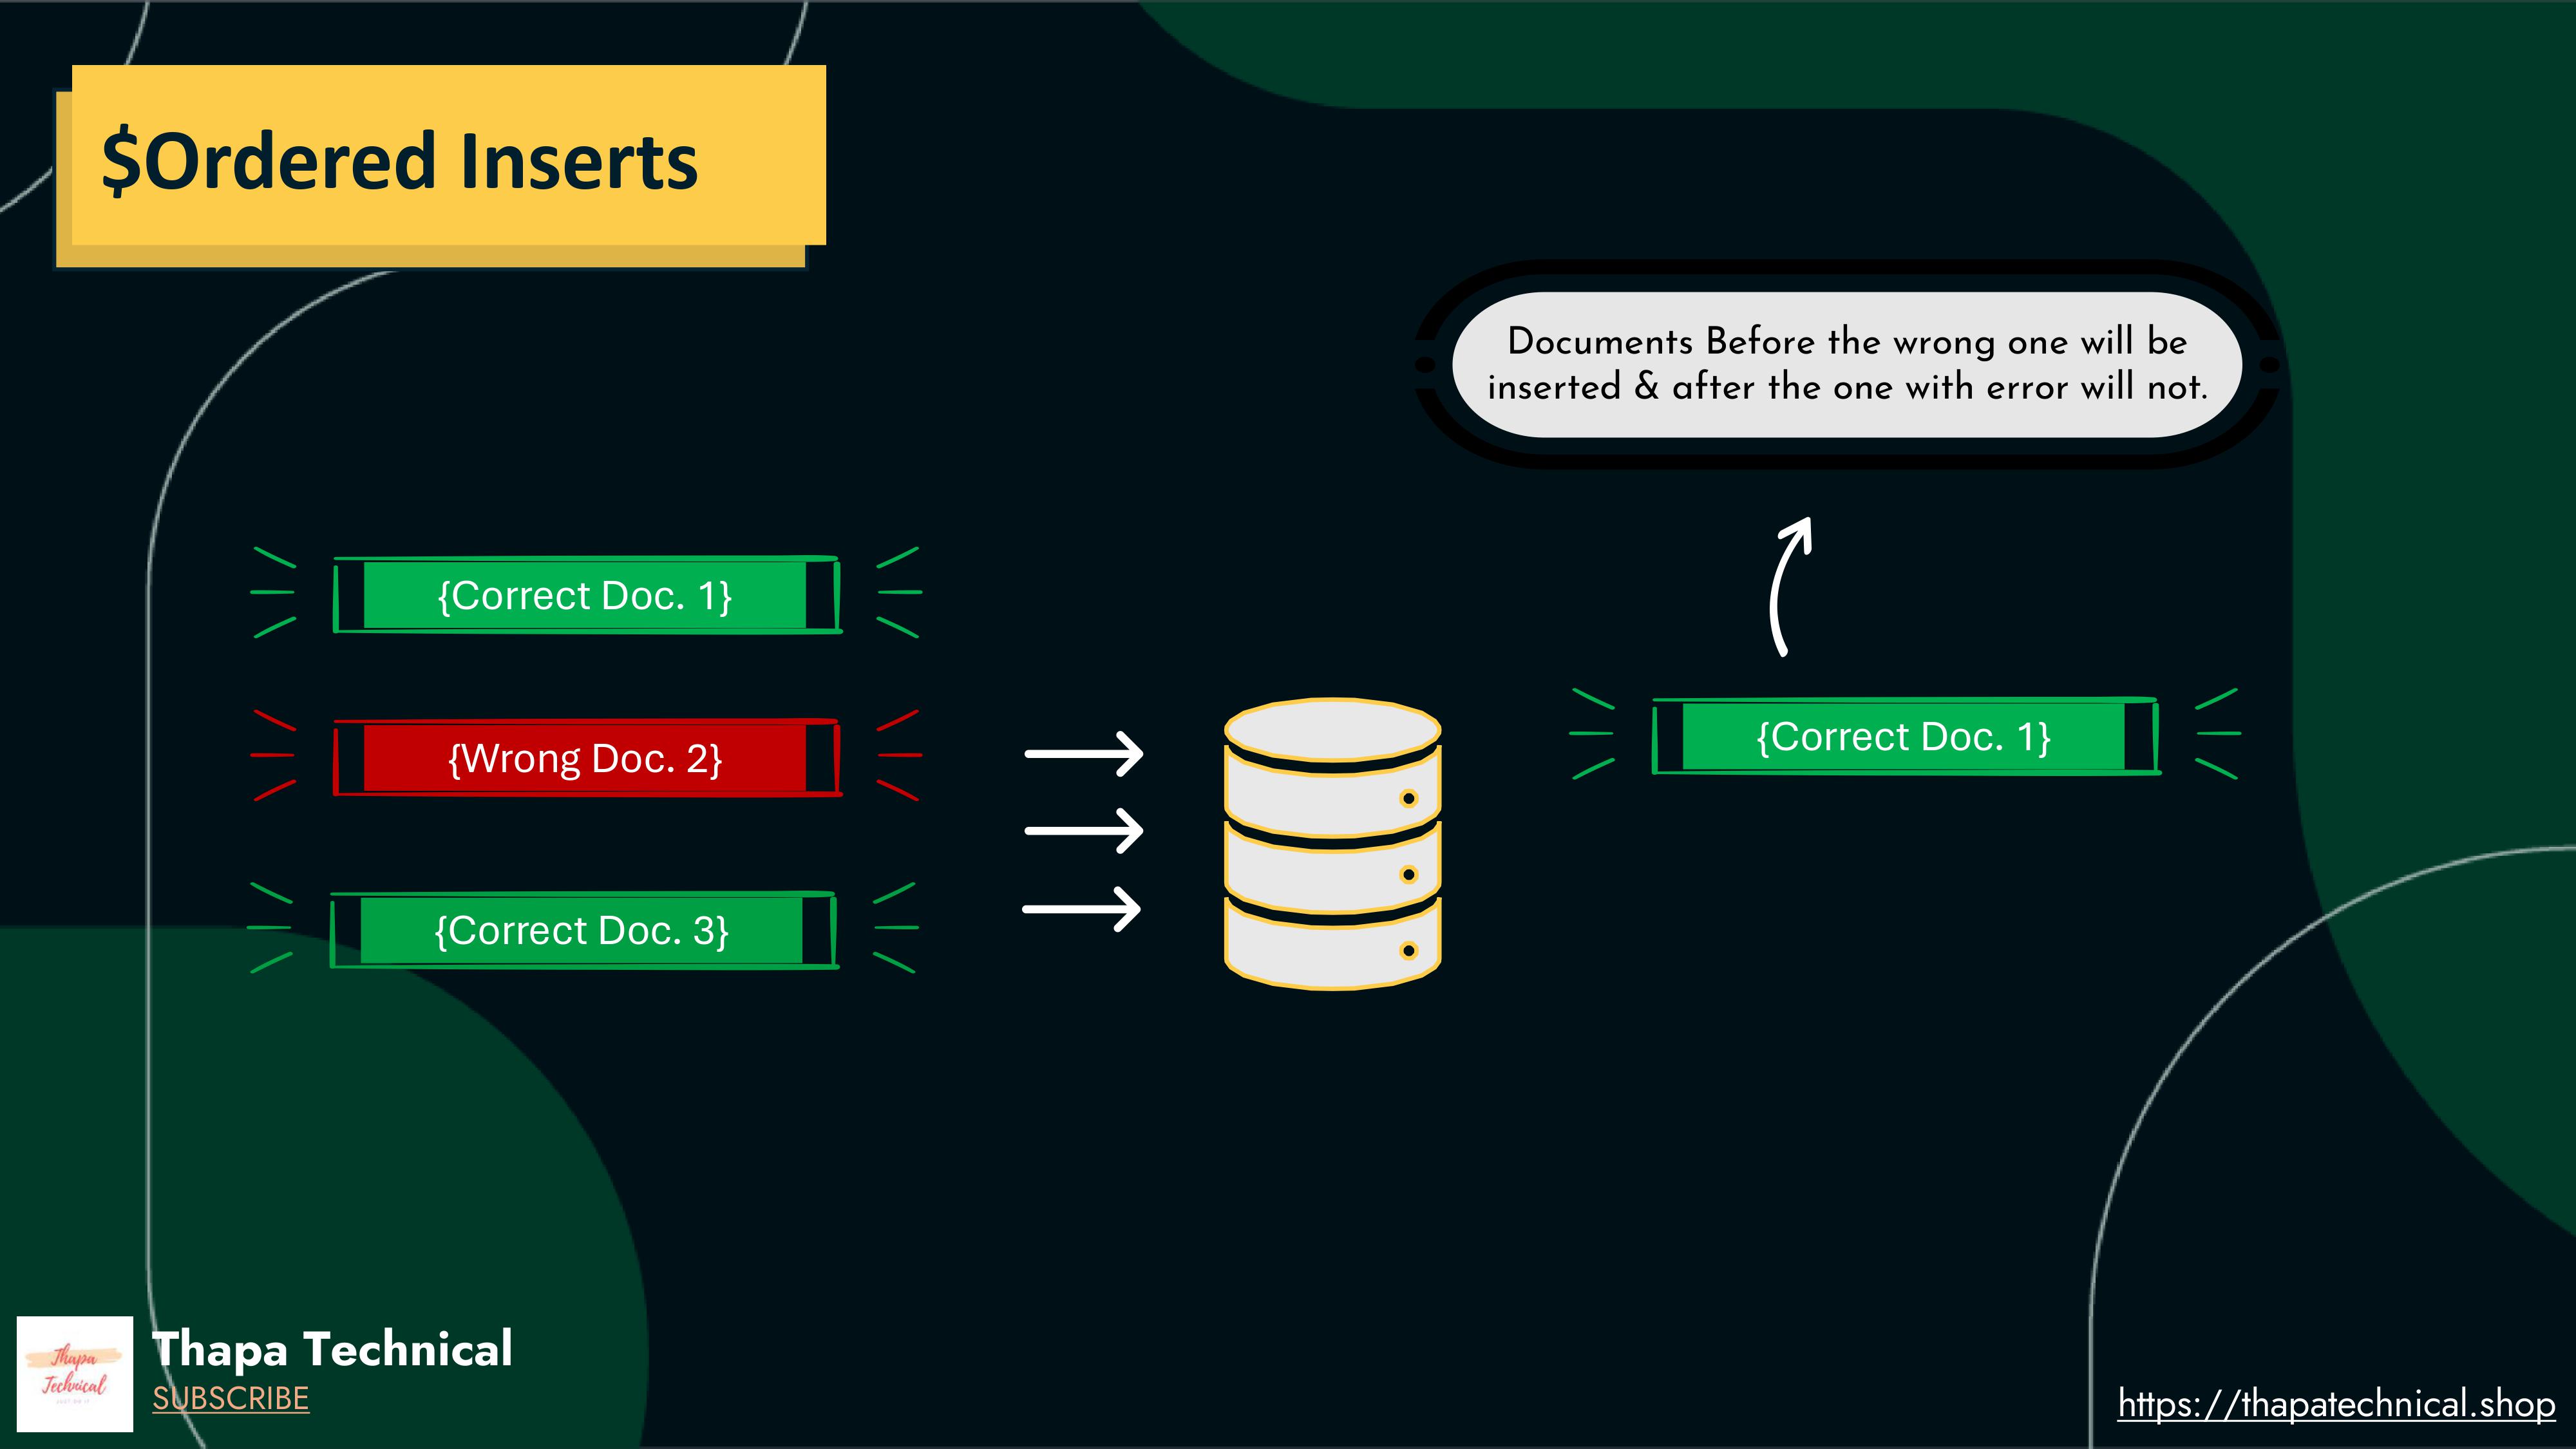 $Ordered Inserts
Documents Before the wrong one will be
inserted & after the one with error will not.
{Correct Doc. 1}
{Wrong Doc. 2}
{Correct Doc. 3}
{Correct Doc. 1}
Thapa
Technical
Thapa Technical
SUBSCRIBE
https://thapatechnical.shop